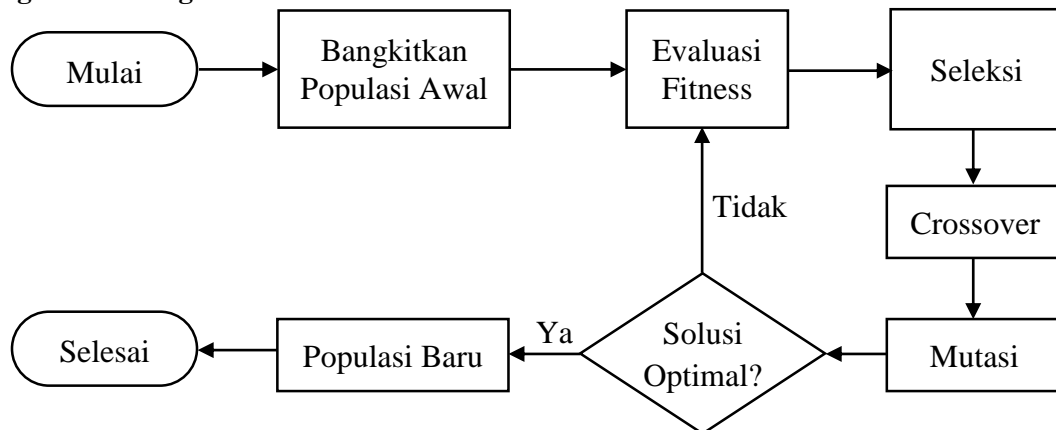 Mulai
Bangkitkan
Populasi Awal
Evaluasi
Fitness
Seleksi
Tidak
Crossover
Selesai
Populasi Baru
Ya
Solusi
Optimal?
Mutasi